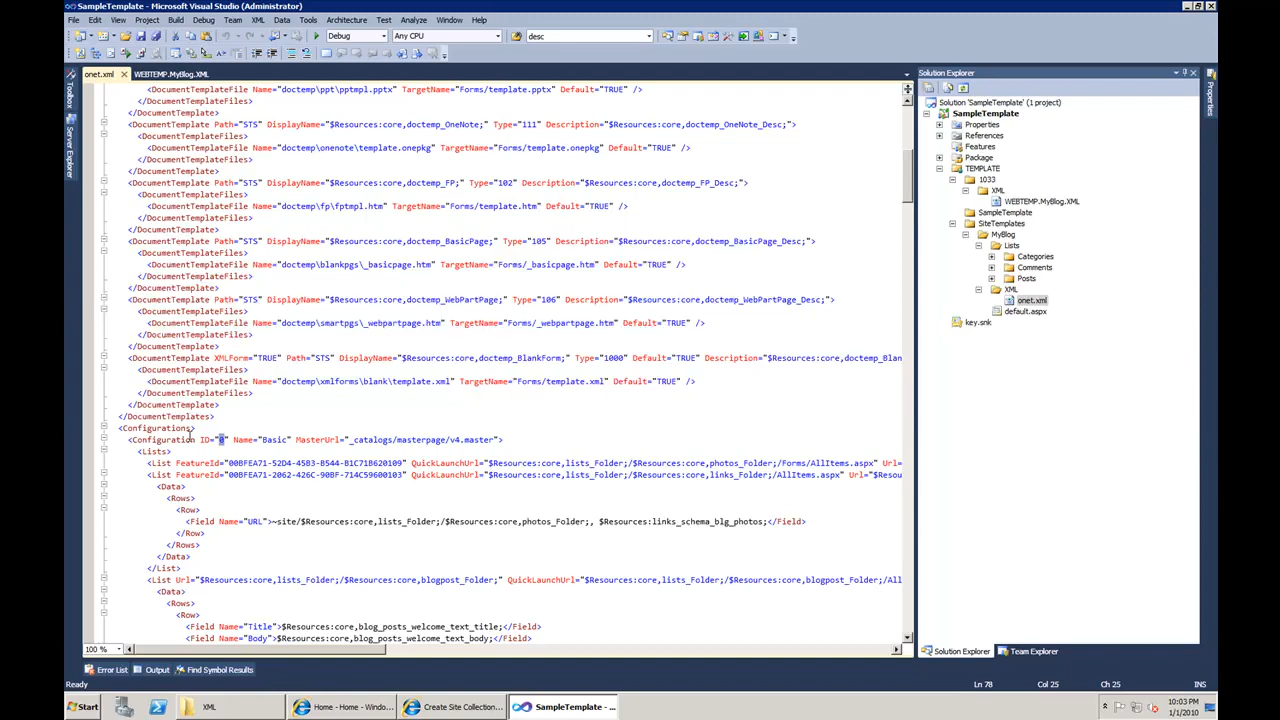 SampleTemplate - Microsoft Visual Studio (Administrator)
File Edit View Project Build Debug Team XML Data Tools Architecture Test Analyze Window Help
Debug Any CPU desc
onet.xml WEBTEMP.MyBlog.XML
<DocumentTemplateFile Name="doctemp\ppt\pptmpl.pptx" TargetName="Forms/template.pptx" Default="TRUE" />
</DocumentTemplateFiles>
</DocumentTemplate>
<DocumentTemplate Path="STS" DisplayName="$Resources:core,doctemp_OneNote;" Type="111" Description="$Resources:core,doctemp_OneNote_Desc;">
<DocumentTemplateFiles>
<DocumentTemplateFile Name="doctemp\onenote\template.onepkg" TargetName="Forms/template.onepkg" Default="TRUE" />
</DocumentTemplateFiles>
</DocumentTemplate>
<DocumentTemplate Path="STS" DisplayName="$Resources:core,doctemp_FP;" Type="102" Description="$Resources:core,doctemp_FP_Desc;">
<DocumentTemplateFiles>
<DocumentTemplateFile Name="doctemp\fp\fptmpl.htm" TargetName="Forms/template.htm" Default="TRUE" />
</DocumentTemplateFiles>
</DocumentTemplate>
<DocumentTemplate Path="STS" DisplayName="$Resources:core,doctemp_BasicPage;" Type="105" Description="$Resources:core,doctemp_BasicPage_Desc;">
<DocumentTemplateFiles>
<DocumentTemplateFile Name="doctemp\blankpgs\_basicpage.htm" TargetName="Forms/_basicpage.htm" Default="TRUE" />
</DocumentTemplateFiles>
</DocumentTemplate>
<DocumentTemplate Path="STS" DisplayName="$Resources:core,doctemp_WebPartPage;" Type="106" Description="$Resources:core,doctemp_WebPartPage_Desc;">
<DocumentTemplateFiles>
<DocumentTemplateFile Name="doctemp\smartpgs\_webpartpage.htm" TargetName="Forms/_webpartpage.htm" Default="TRUE" />
</DocumentTemplateFiles>
</DocumentTemplate>
<DocumentTemplate XMLForm="TRUE" Path="STS" DisplayName="$Resources:core,doctemp_BlankForm;" Type="1000" Default="TRUE" Description="$Resources:core,doctemp_Blan
<DocumentTemplateFiles>
<DocumentTemplateFile Name="doctemp\xmlforms\blank\template.xml" TargetName="Forms/template.xml" Default="TRUE" />
</DocumentTemplateFiles>
</DocumentTemplate>
</DocumentTemplates>
<Configurations>
<Configuration ID="0" Name="Basic" MasterUrl="_catalogs/masterpage/v4.master">
<Lists>
<List FeatureId="00BFEA71-52D4-45B3-B544-B1C71B620109" QuickLaunchUrl="$Resources:core,lists_Folder;/$Resources:core,photos_Folder;/Forms/AllItems.aspx" Url=
<List FeatureId="00BFEA71-2062-426C-90BF-714C59600103" QuickLaunchUrl="$Resources:core,lists_Folder;/$Resources:core,links_Folder;/AllItems.aspx" Url="$Resou
<Data>
<Rows>
<Row>
<Field Name="URL">~site/$Resources:core,lists_Folder;/$Resources:core,photos_Folder;, $Resources:links_schema_blg_photos;</Field>
</Row>
</Rows>
</Data>
</List>
<List Url="$Resources:core,lists_Folder;/$Resources:core,blogpost_Folder;" QuickLaunchUrl="$Resources:core,lists_Folder;/$Resources:core,blogpost_Folder;/All
<Data>
<Rows>
<Row>
<Field Name="Title">$Resources:core,blog_posts_welcome_text_title;</Field>
<Field Name="Body">$Resources:core,blog_posts_welcome_text_body;</Field>
100 %
Toolbox
Server Explorer
Solution Explorer
Solution 'SampleTemplate' (1 project)
SampleTemplate
Properties
References
Features
Package
TEMPLATE
1033
XML
WEBTEMP.MyBlog.XML
SampleTemplate
SiteTemplates
MyBlog
Lists
Categories
Comments
Posts
XML
onet.xml
default.aspx
key.snk
Properties
Solution Explorer Team Explorer
Error List Output Find Symbol Results
Ready Ln 78 Col 25 Ch 25 INS
Start XML Home - Home - Windo... Create Site Collection... SampleTemplate - ... 10:03 PM
1/1/2010